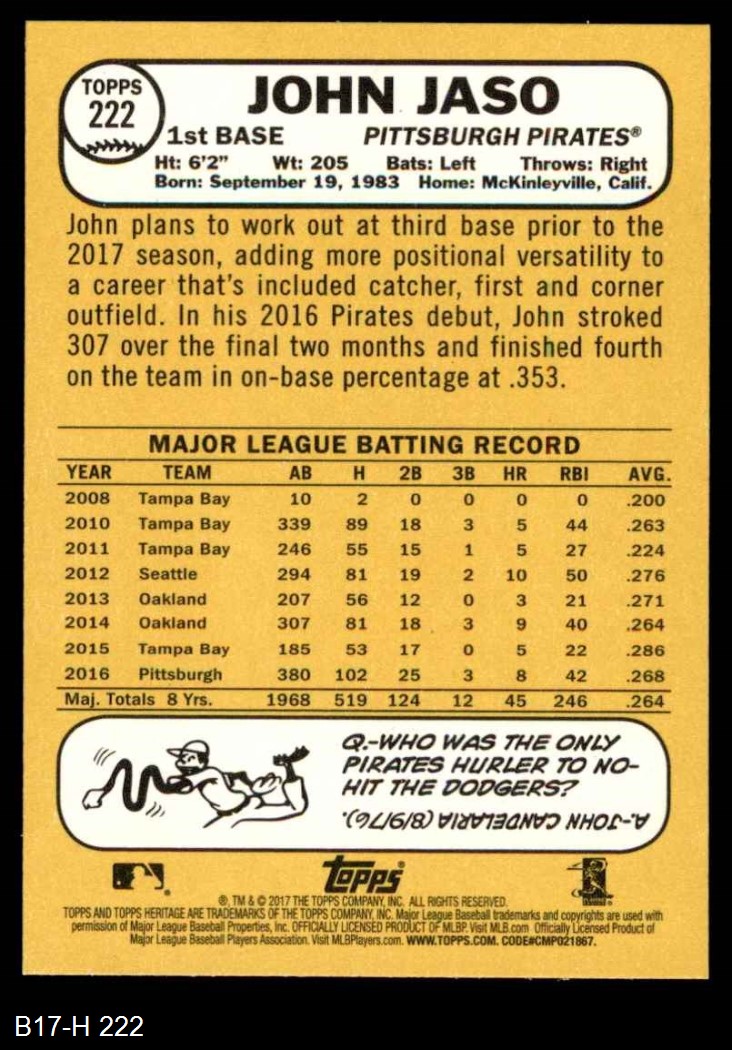 TOPPS
222
JOHN JASO
1st BASE PITTSBURGH PIRATES®
Ht: 6'2" Wt: 205 Bats: Left Throws: Right
Born: September 19, 1983 Home: McKinleyville, Calif.
John plans to work out at third base prior to the
2017 season, adding more positional versatility to
a career that's included catcher, first and corner
outfield. In his 2016 Pirates debut, John stroked
307 over the final two months and finished fourth
on the team in on-base percentage at .353.
MAJOR LEAGUE BATTING RECORD
YEAR TEAM AB H 2B 3B HR RBI AVG.
2008 Tampa Bay 10 2 0 0 0 0 .200
2010 Tampa Bay 339 89 18 3 5 44 .263
2011 Tampa Bay 246 55 15 1 5 27 .224
2012 Seattle 294 81 19 2 10 50 .276
2013 Oakland 207 56 12 0 3 21 .271
2014 Oakland 307 81 18 3 9 40 .264
2015 Tampa Bay 185 53 17 0 5 22 .286
2016 Pittsburgh 380 102 25 3 8 42 .268
Maj. Totals 8 Yrs. 1968 519 124 12 45 246 .264
Q.-WHO WAS THE ONLY
PIRATES HURLER TO NO-
HIT THE DODGERS?
A.-JOHN CANDELARIA (8/9/76).
topps®
®, TM & © 2017 THE TOPPS COMPANY, INC. ALL RIGHTS RESERVED.
TOPPS AND TOPPS HERITAGE ARE TRADEMARKS OF THE TOPPS COMPANY, INC. Major League Baseball trademarks and copyrights are used with
permission of Major League Baseball Properties, Inc. OFFICIALLY LICENSED PRODUCT OF MLBP. Visit MLB.com Officially Licensed Product of
Major League Baseball Players Association. Visit MLBPlayers.com. WWW.TOPPS.COM. CODE#CMP021867.
B17-H 222